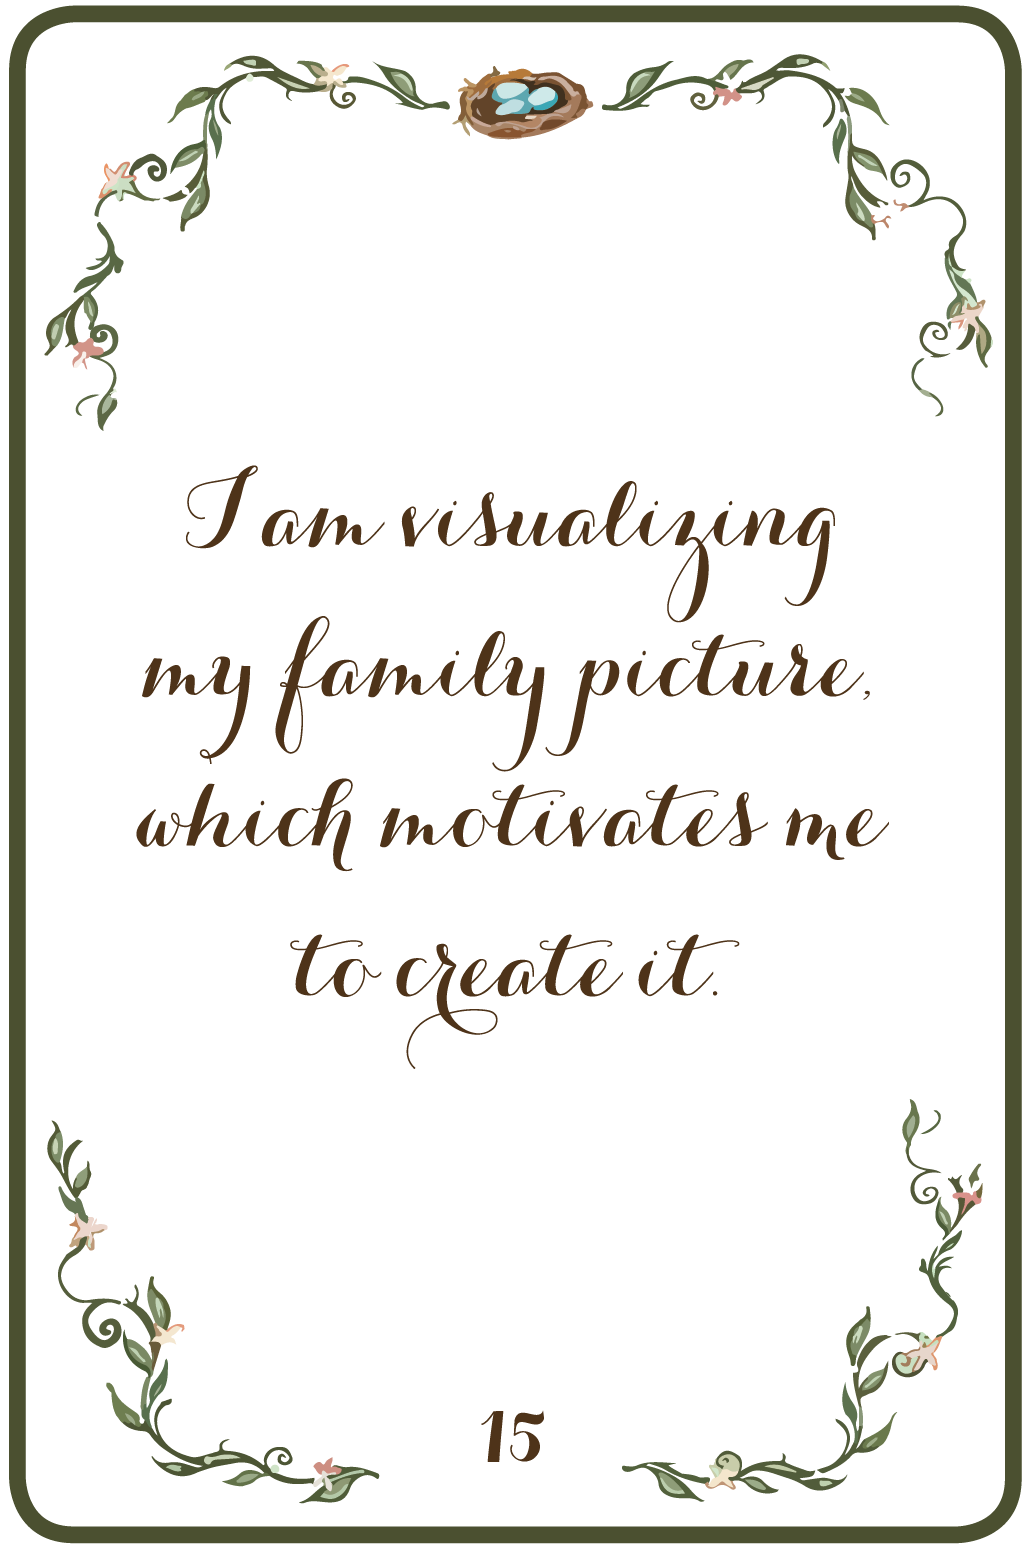 I am visualizing
my family picture,
which motivates me
to create it.
15